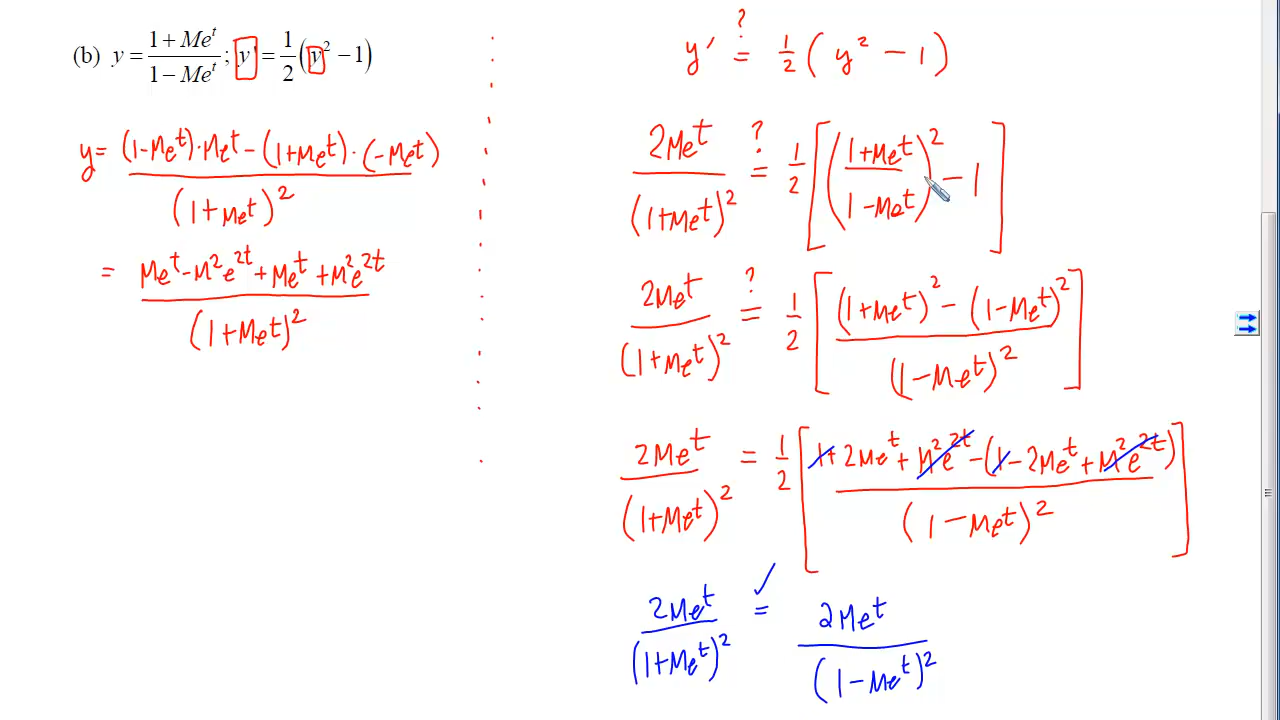 (b) y = (1 + Me^t)/(1 − Me^t); y' = 1/2 (y^2 − 1)
y = ((1−Me^t)·Me^t − (1+Me^t)·(−Me^t))/(1+Me^t)^2
= (Me^t − M^2e^2t + Me^t + M^2e^2t)/(1+Me^t)^2
y' ?= 1/2 (y^2 − 1)
2Me^t/(1+Me^t)^2 ?= 1/2 [((1+Me^t)/(1−Me^t))^2 − 1]
2Me^t/(1+Me^t)^2 ?= 1/2 [((1+Me^t)^2 − (1−Me^t)^2)/(1−Me^t)^2]
2Me^t/(1+Me^t)^2 = 1/2 [(1+2Me^t + M^2e^2t − (1 − 2Me^t + M^2e^2t))/(1−Me^t)^2]
2Me^t/(1+Me^t)^2 ✓= 2Me^t/(1−Me^t)^2